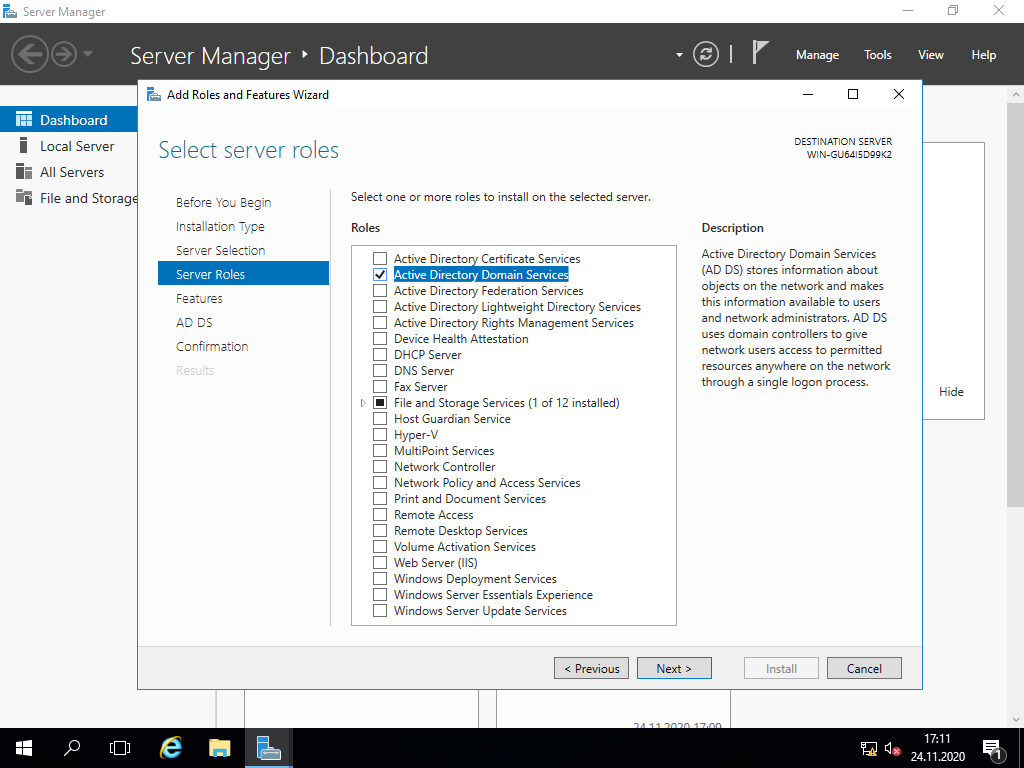 Server Manager
Server Manager • Dashboard
Manage
Tools
View
Help
Dashboard
Local Server
All Servers
File and Storage
Add Roles and Features Wizard
Select server roles
DESTINATION SERVER
WIN-GU64I5D99K2
Before You Begin
Installation Type
Server Selection
Server Roles
Features
AD DS
Confirmation
Results
Select one or more roles to install on the selected server.
Roles
Active Directory Certificate Services
Active Directory Domain Services
Active Directory Federation Services
Active Directory Lightweight Directory Services
Active Directory Rights Management Services
Device Health Attestation
DHCP Server
DNS Server
Fax Server
File and Storage Services (1 of 12 installed)
Host Guardian Service
Hyper-V
MultiPoint Services
Network Controller
Network Policy and Access Services
Print and Document Services
Remote Access
Remote Desktop Services
Volume Activation Services
Web Server (IIS)
Windows Deployment Services
Windows Server Essentials Experience
Windows Server Update Services
Description
Active Directory Domain Services
(AD DS) stores information about
objects on the network and makes
this information available to users
and network administrators. AD DS
uses domain controllers to give
network users access to permitted
resources anywhere on the network
through a single logon process.
Hide
< Previous
Next >
Install
Cancel
24.11.2020 17:09
17:11
24.11.2020
1